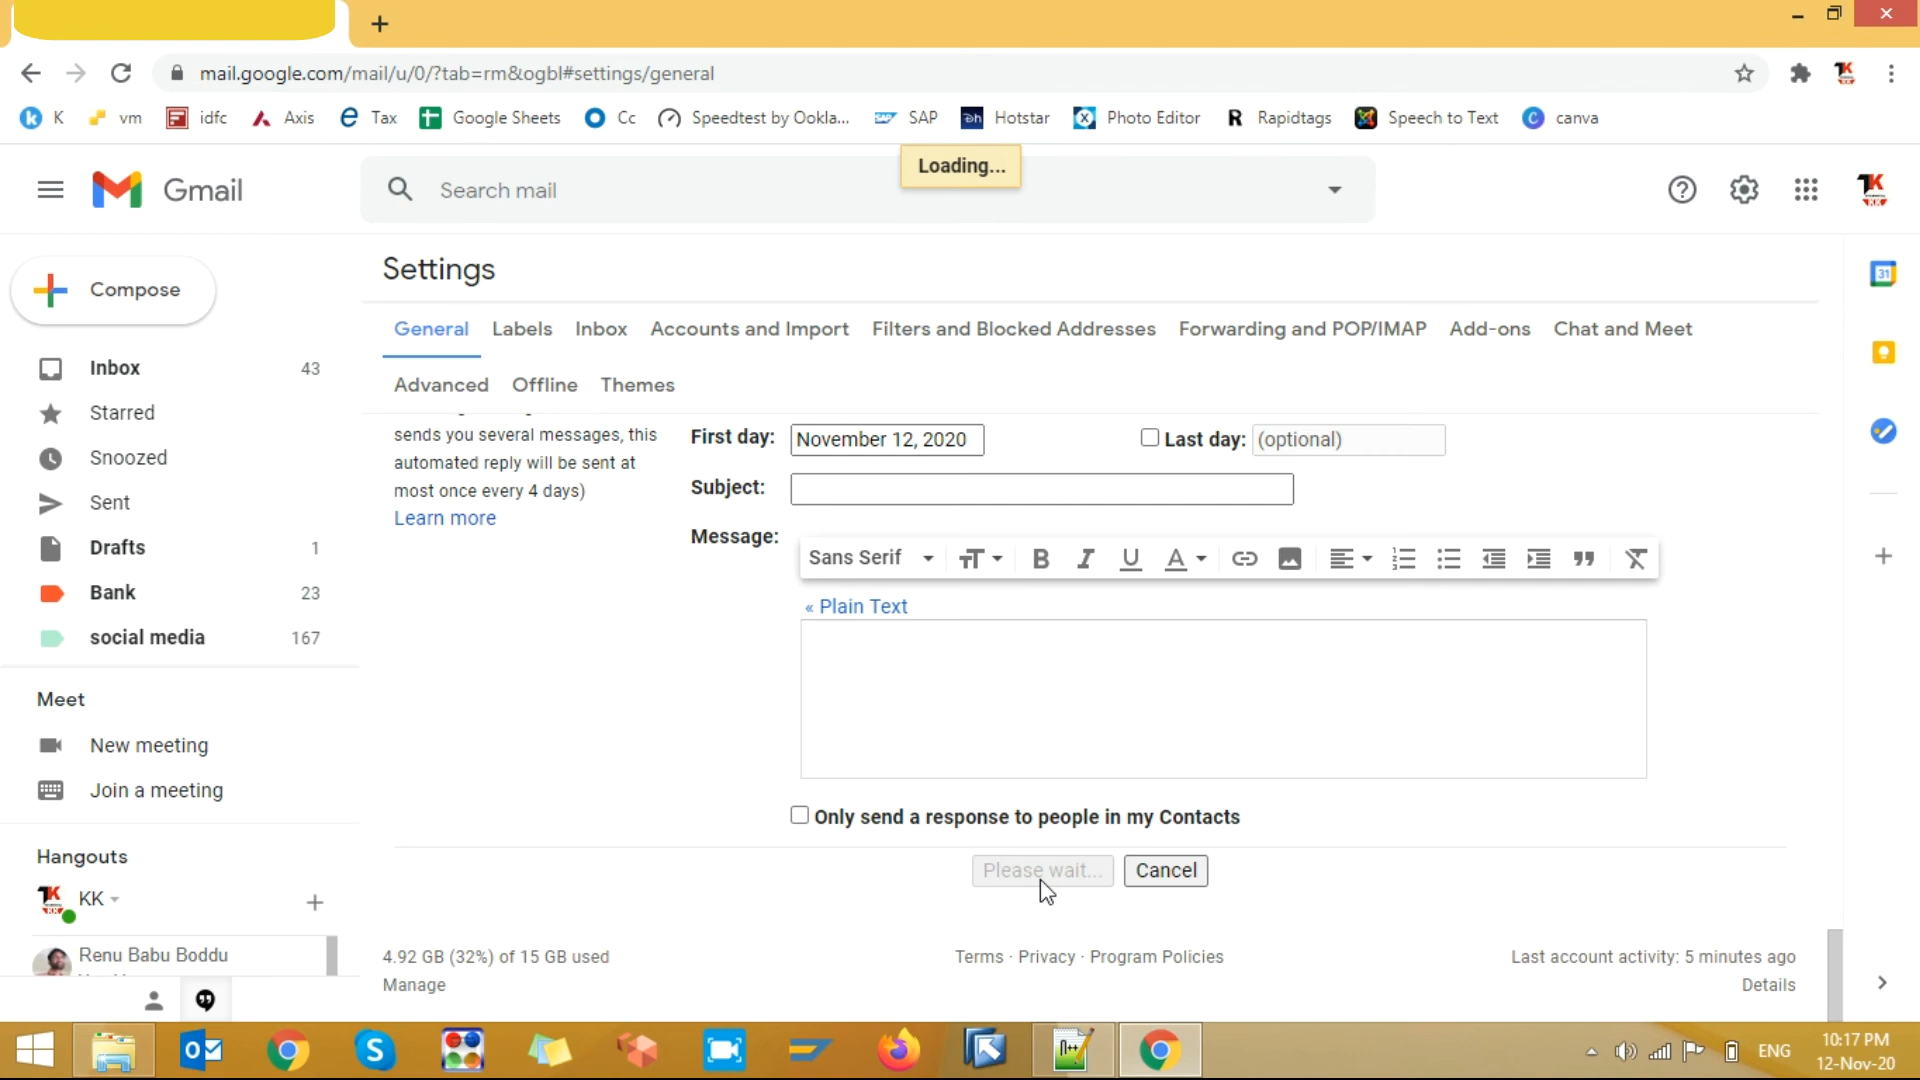 mail.google.com/mail/u/0/?tab=rm&ogbl#settings/general
K vm idfc Axis Tax Google Sheets Cc Speedtest by Ookla... SAP Hotstar Photo Editor Rapidtags Speech to Text canva
Loading...
Gmail
Search mail
Compose
Inbox 43
Starred
Snoozed
Sent
Drafts 1
Bank 23
social media 167
Meet
New meeting
Join a meeting
Hangouts
KK
Renu Babu Boddu
Settings
General Labels Inbox Accounts and Import Filters and Blocked Addresses Forwarding and POP/IMAP Add-ons Chat and Meet
Advanced Offline Themes
sends you several messages, this
automated reply will be sent at
most once every 4 days)
Learn more
First day: November 12, 2020 Last day: (optional)
Subject:
Message:
Sans Serif
« Plain Text
Only send a response to people in my Contacts
Please wait... Cancel
4.92 GB (32%) of 15 GB used
Manage
Terms · Privacy · Program Policies
Last account activity: 5 minutes ago
Details
ENG
10:17 PM
12-Nov-20